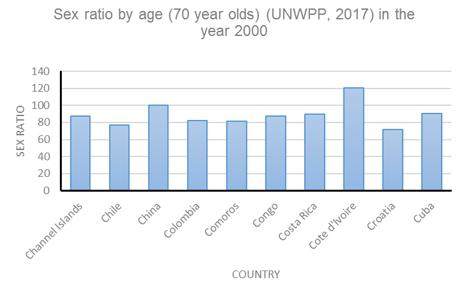 Sex ratio by age (70 year olds) (UNWPP, 2017) in the
year 2000
140
120
100
80
60
40
20
0
SEX RATIO
Channel Islands
Chile
China
Colombia
Comoros
Congo
Costa Rica
Cote d'Ivoire
Croatia
Cuba
COUNTRY